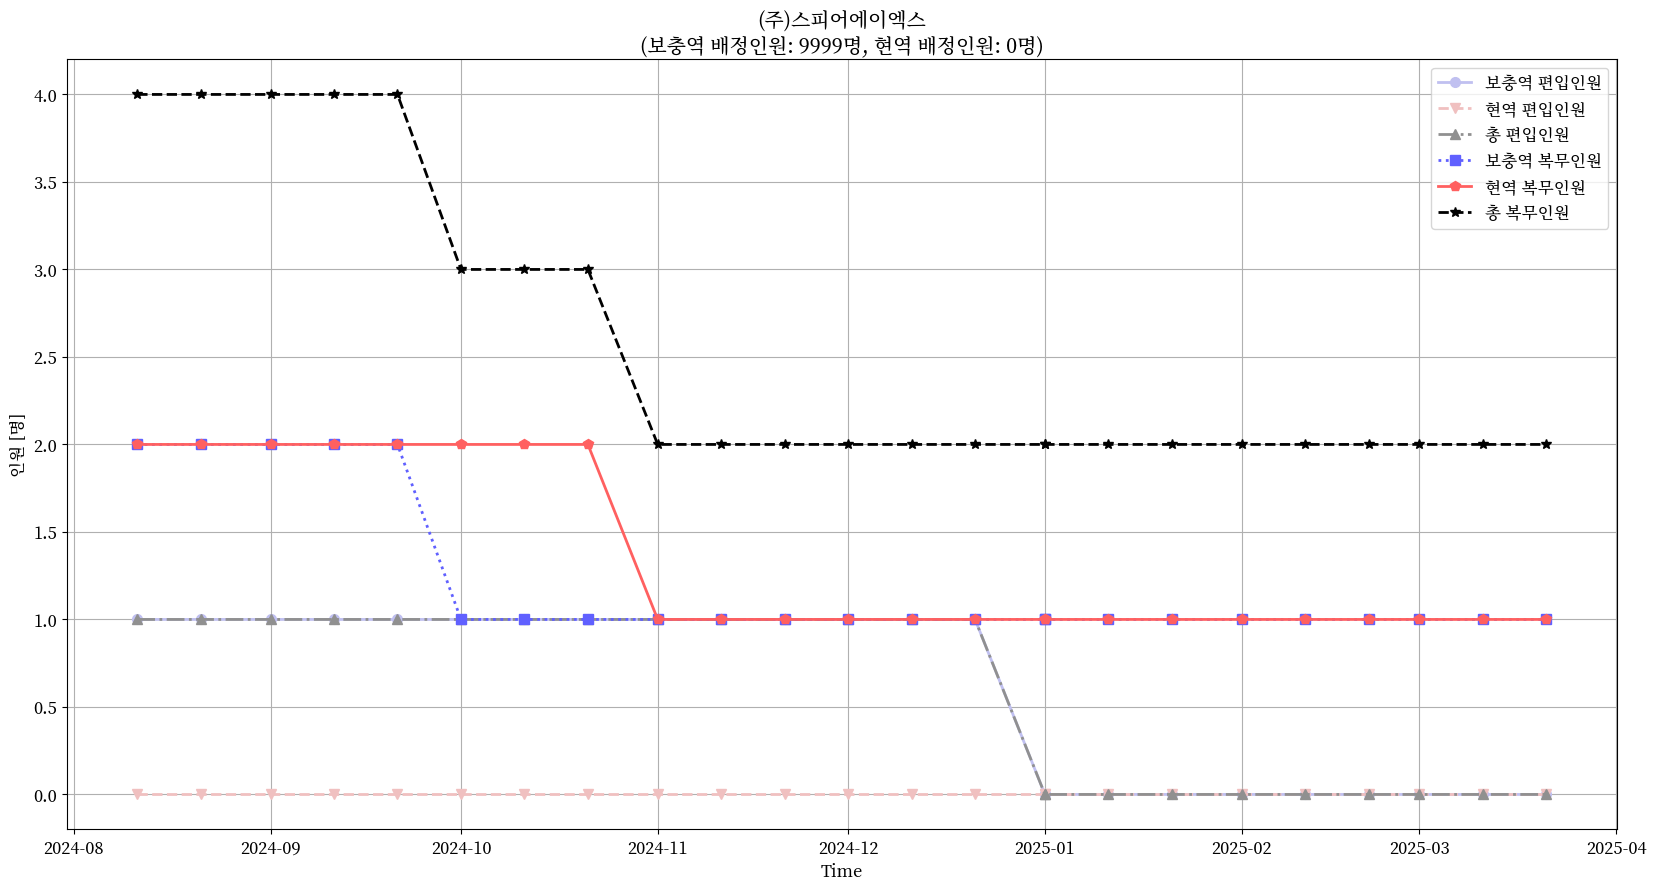 (주)스피어에이엑스
(보충역 배정인원: 9999명, 현역 배정인원: 0명)
보충역 편입인원
현역 편입인원
총 편입인원
보충역 복무인원
현역 복무인원
총 복무인원
인원 [명]
4.0
3.5
3.0
2.5
2.0
1.5
1.0
0.5
0.0
2024-08 2024-09 2024-10 2024-11 2024-12 2025-01 2025-02 2025-03 2025-04
Time